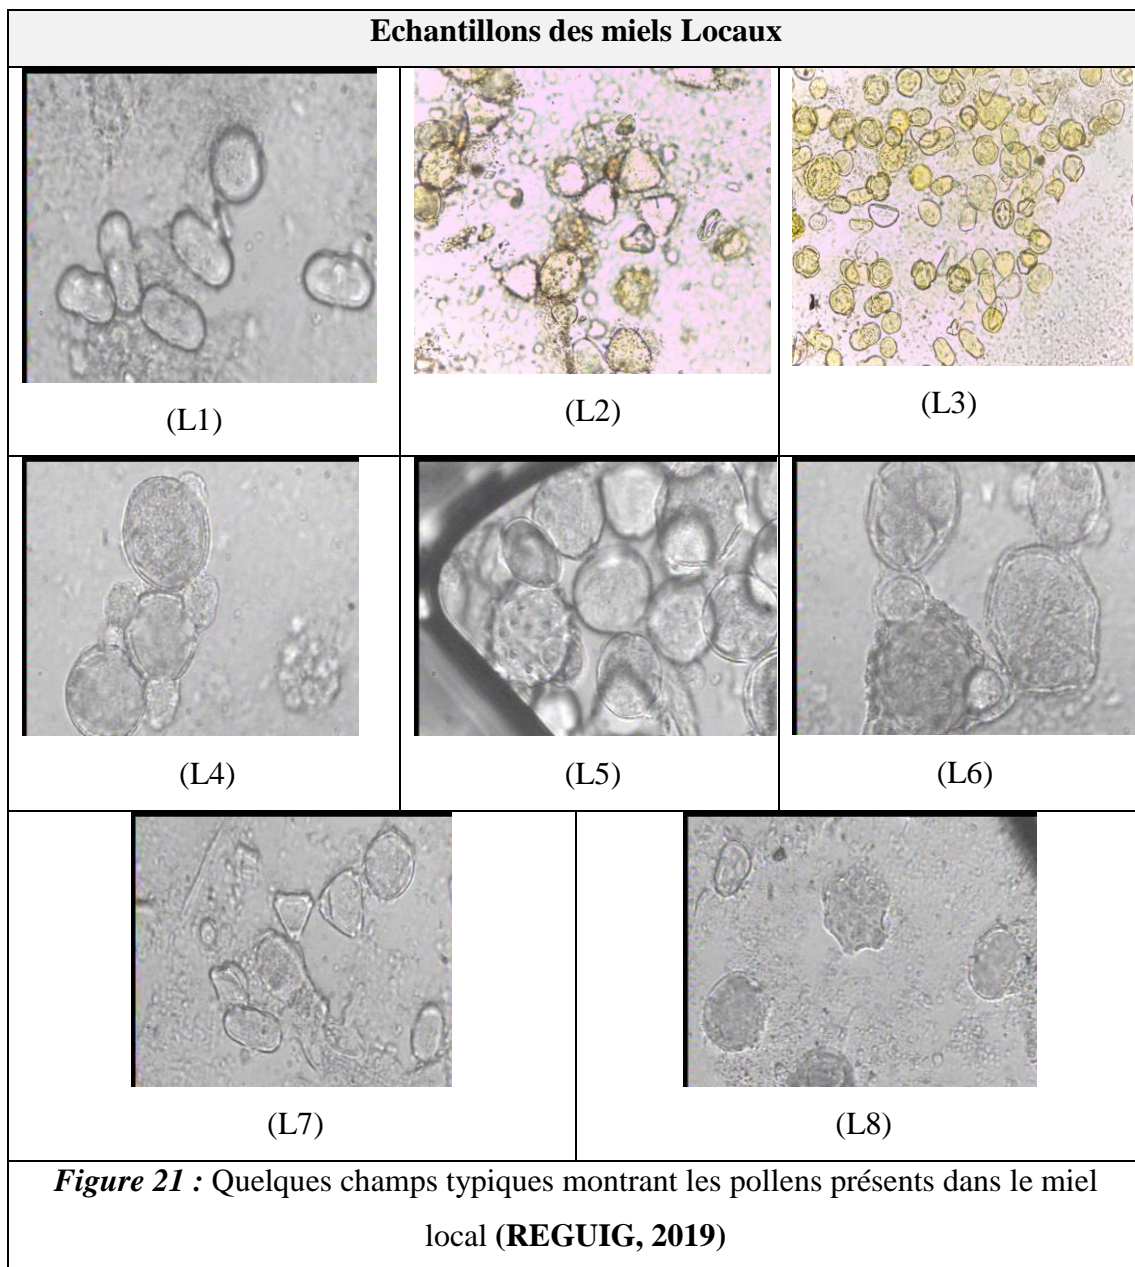 Echantillons des miels Locaux
(L1)
(L2)
(L3)
(L4)
(L5)
(L6)
(L7)
(L8)
Figure 21 : Quelques champs typiques montrant les pollens présents dans le miel
local (REGUIG, 2019)